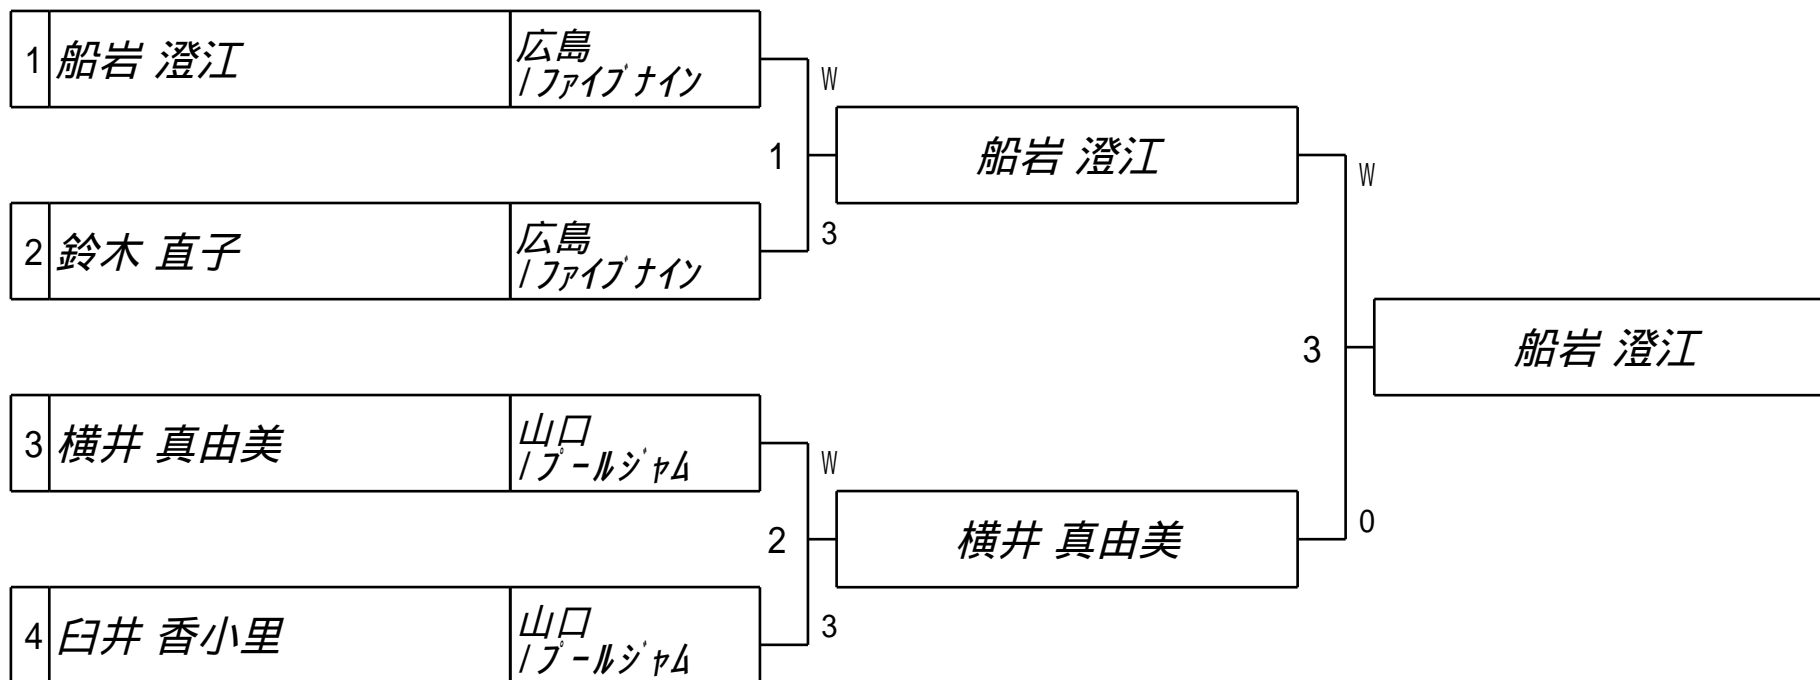 1 船岩 澄江 広島
/ﾌｧｲﾌﾞﾅｲﾝ
W
1 船岩 澄江
W
2 鈴木 直子 広島
/ﾌｧｲﾌﾞﾅｲﾝ
3
3 船岩 澄江
3 横井 真由美 山口
/ﾌﾟｰﾙｼﾞｬﾑ
W
2 横井 真由美
0
4 臼井 香小里 山口
/ﾌﾟｰﾙｼﾞｬﾑ
3